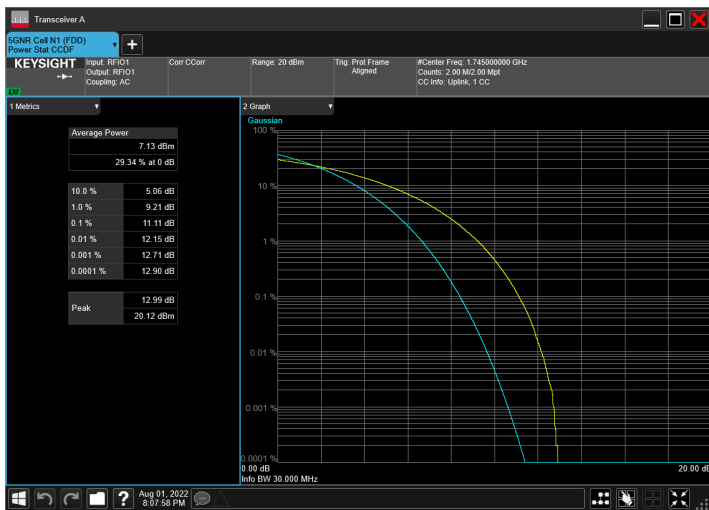 Transceiver A
5GNR Cell N1 (FDD)
Power Stat CCDF
KEYSIGHT
Input: RFIO1
Output: RFIO1
Coupling: AC
Corr CCorr
Range: 20 dBm
Trig: Prot Frame
Aligned
#Center Freq: 1.745000000 GHz
Counts: 2.00 M/2.00 Mpt
CC Info: Uplink, 1 CC
1 Metrics
Average Power
7.13 dBm
29.34 % at 0 dB
10.0 % 5.06 dB
1.0 % 9.21 dB
0.1 % 11.11 dB
0.01 % 12.15 dB
0.001 % 12.71 dB
0.0001 % 12.90 dB
Peak
12.99 dB
20.12 dBm
2 Graph
Gaussian
100 %
10 %
1 %
0.1 %
0.01 %
0.001 %
0.0001 %
0.00 dB
20.00 dB
Info BW 30.000 MHz
Aug 01, 2022
8:07:58 PM